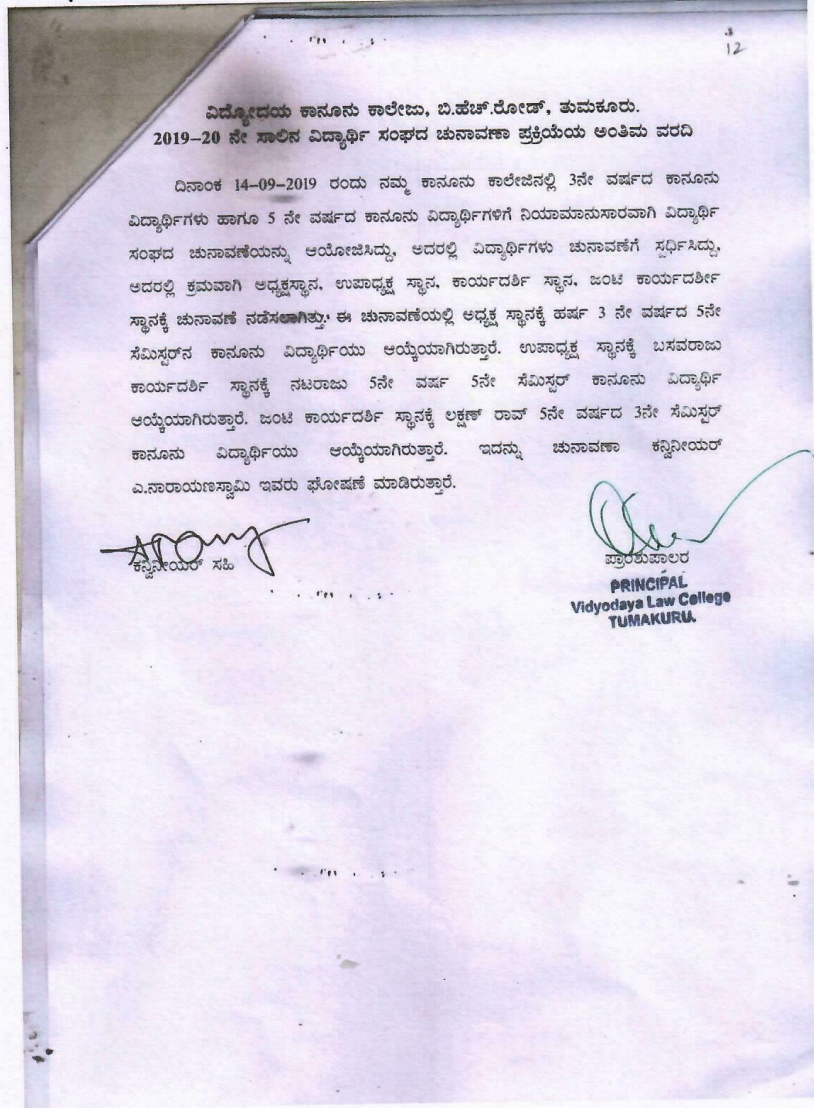 12
ವಿದ್ಯೋದಯ ಕಾನೂನು ಕಾಲೇಜು, ಬಿ.ಹೆಚ್.ರೋಡ್, ತುಮಕೂರು.
2019–20 ನೇ ಸಾಲಿನ ವಿದ್ಯಾರ್ಥಿ ಸಂಘದ ಚುನಾವಣಾ ಪ್ರಕ್ರಿಯೆಯ ಅಂತಿಮ ವರದಿ
ದಿನಾಂಕ 14-09-2019 ರಂದು ನಮ್ಮ ಕಾನೂನು ಕಾಲೇಜಿನಲ್ಲಿ 3ನೇ ವರ್ಷದ ಕಾನೂನು
ವಿದ್ಯಾರ್ಥಿಗಳು ಹಾಗೂ 5 ನೇ ವರ್ಷದ ಕಾನೂನು ವಿದ್ಯಾರ್ಥಿಗಳಿಗೆ ನಿಯಾಮಾನುಸಾರವಾಗಿ ವಿದ್ಯಾರ್ಥಿ
ಸಂಘದ ಚುನಾವಣೆಯನ್ನು ಆಯೋಜಿಸಿದ್ದು, ಅದರಲ್ಲಿ ವಿದ್ಯಾರ್ಥಿಗಳು ಚುನಾವಣೆಗೆ ಸ್ಪರ್ಧಿಸಿದ್ದು,
ಅದರಲ್ಲಿ ಕ್ರಮವಾಗಿ ಅಧ್ಯಕ್ಷಸ್ಥಾನ, ಉಪಾಧ್ಯಕ್ಷ ಸ್ಥಾನ, ಕಾರ್ಯದರ್ಶಿ ಸ್ಥಾನ, ಜಂಟಿ ಕಾರ್ಯದರ್ಶೀ
ಸ್ಥಾನಕ್ಕೆ ಚುನಾವಣೆ ನಡೆಸಲಾಗಿತ್ತು. ಈ ಚುನಾವಣೆಯಲ್ಲಿ ಅಧ್ಯಕ್ಷ ಸ್ಥಾನಕ್ಕೆ ಹರ್ಷ 3 ನೇ ವರ್ಷದ 5ನೇ
ಸೆಮಿಸ್ಟರ್‌ನ ಕಾನೂನು ವಿದ್ಯಾರ್ಥಿಯು ಆಯ್ಕೆಯಾಗಿರುತ್ತಾರೆ. ಉಪಾಧ್ಯಕ್ಷ ಸ್ಥಾನಕ್ಕೆ ಬಸವರಾಜು
ಕಾರ್ಯದರ್ಶಿ ಸ್ಥಾನಕ್ಕೆ ನಟರಾಜು 5ನೇ ವರ್ಷ 5ನೇ ಸೆಮಿಸ್ಟರ್ ಕಾನೂನು ವಿದ್ಯಾರ್ಥಿ
ಆಯ್ಕೆಯಾಗಿರುತ್ತಾರೆ. ಜಂಟಿ ಕಾರ್ಯದರ್ಶಿ ಸ್ಥಾನಕ್ಕೆ ಲಕ್ಷಣ್ ರಾವ್ 5ನೇ ವರ್ಷದ 3ನೇ ಸೆಮಿಸ್ಟರ್
ಕಾನೂನು ವಿದ್ಯಾರ್ಥಿಯು ಆಯ್ಕೆಯಾಗಿರುತ್ತಾರೆ. ಇದನ್ನು ಚುನಾವಣಾ ಕನ್ವಿನೀಯರ್
ಎ.ನಾರಾಯಣಸ್ವಾಮಿ ಇವರು ಘೋಷಣೆ ಮಾಡಿರುತ್ತಾರೆ.
ಕನ್ವಿನೀಯರ್ ಸಹಿ
ಪ್ರಾಂಶುಪಾಲರ
PRINCIPAL
Vidyodaya Law College
TUMAKURU.